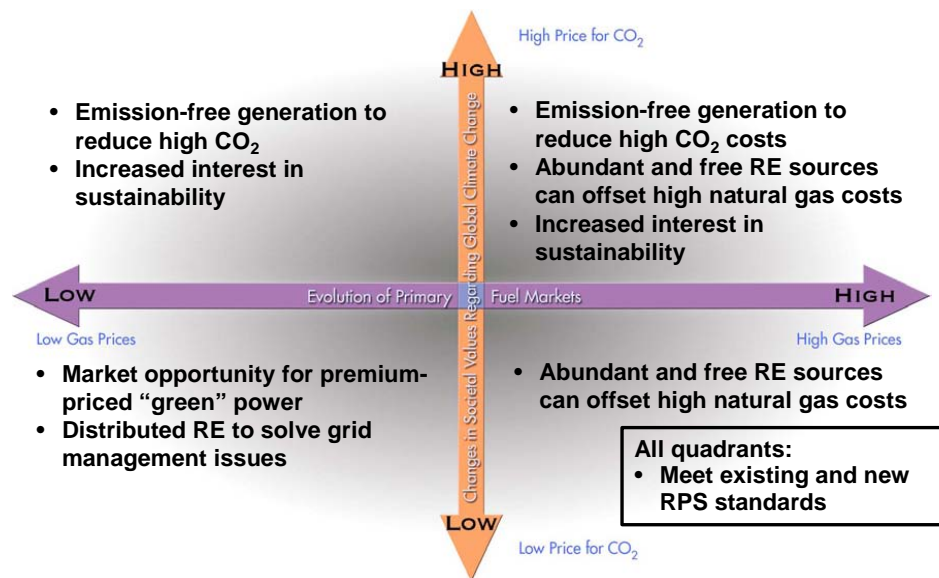 High Price for CO₂
HIGH
• Emission-free generation to
reduce high CO₂
• Increased interest in
sustainability
• Emission-free generation to
reduce high CO₂ costs
• Abundant and free RE sources
can offset high natural gas costs
• Increased interest in
sustainability
Changes in Societal Values Regarding Global Climate Change
LOW
Evolution of Primary Fuel Markets
HIGH
Low Gas Prices
High Gas Prices
• Market opportunity for premium-
priced “green” power
• Distributed RE to solve grid
management issues
• Abundant and free RE sources
can offset high natural gas costs
All quadrants:
• Meet existing and new
RPS standards
LOW
Low Price for CO₂